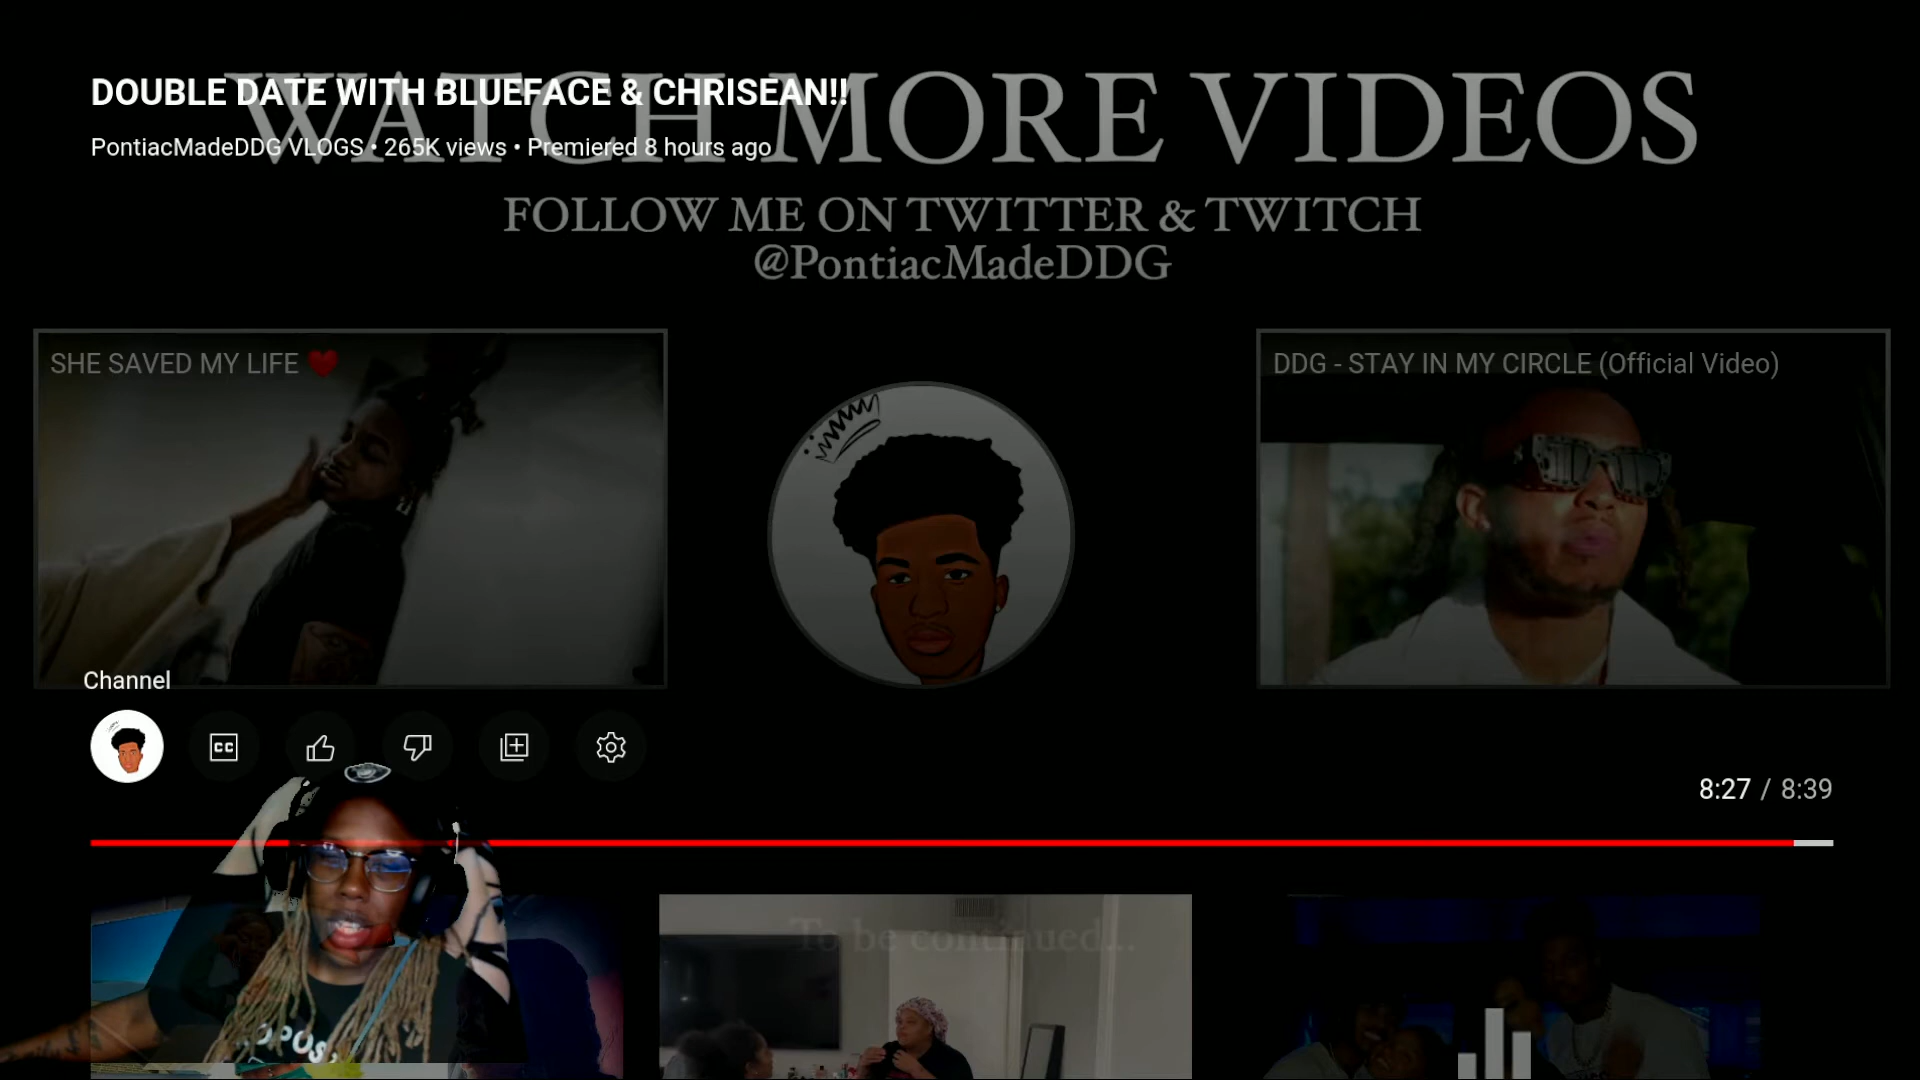 DOUBLE DATE WITH BLUEFACE & CHRISEAN!!
WATCH MORE VIDEOS
PontiacMadeDDG VLOGS • 265K views • Premiered 8 hours ago
FOLLOW ME ON TWITTER & TWITCH
@PontiacMadeDDG
SHE SAVED MY LIFE ❤️
DDG - STAY IN MY CIRCLE (Official Video)
Channel
CC
8:27 / 8:39
To be continued...
OPOS